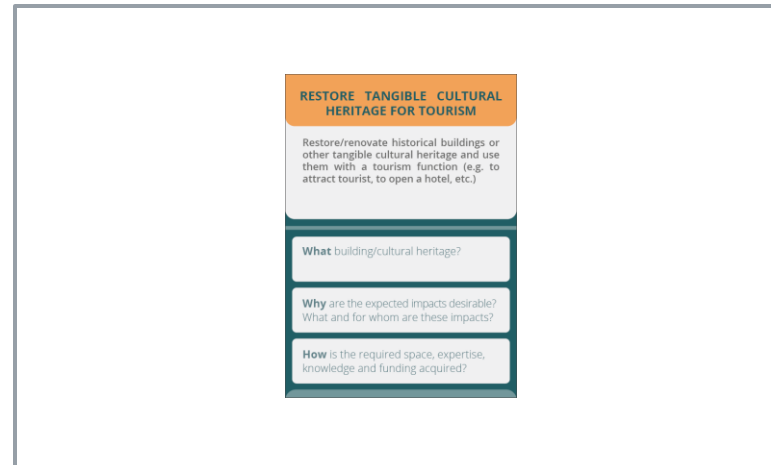 RESTORE TANGIBLE CULTURAL
HERITAGE FOR TOURISM
Restore/renovate historical buildings or
other tangible cultural heritage and use
them with a tourism function (e.g. to
attract tourist, to open a hotel, etc.)
What building/cultural heritage?
Why are the expected impacts desirable?
What and for whom are these impacts?
How is the required space, expertise,
knowledge and funding acquired?